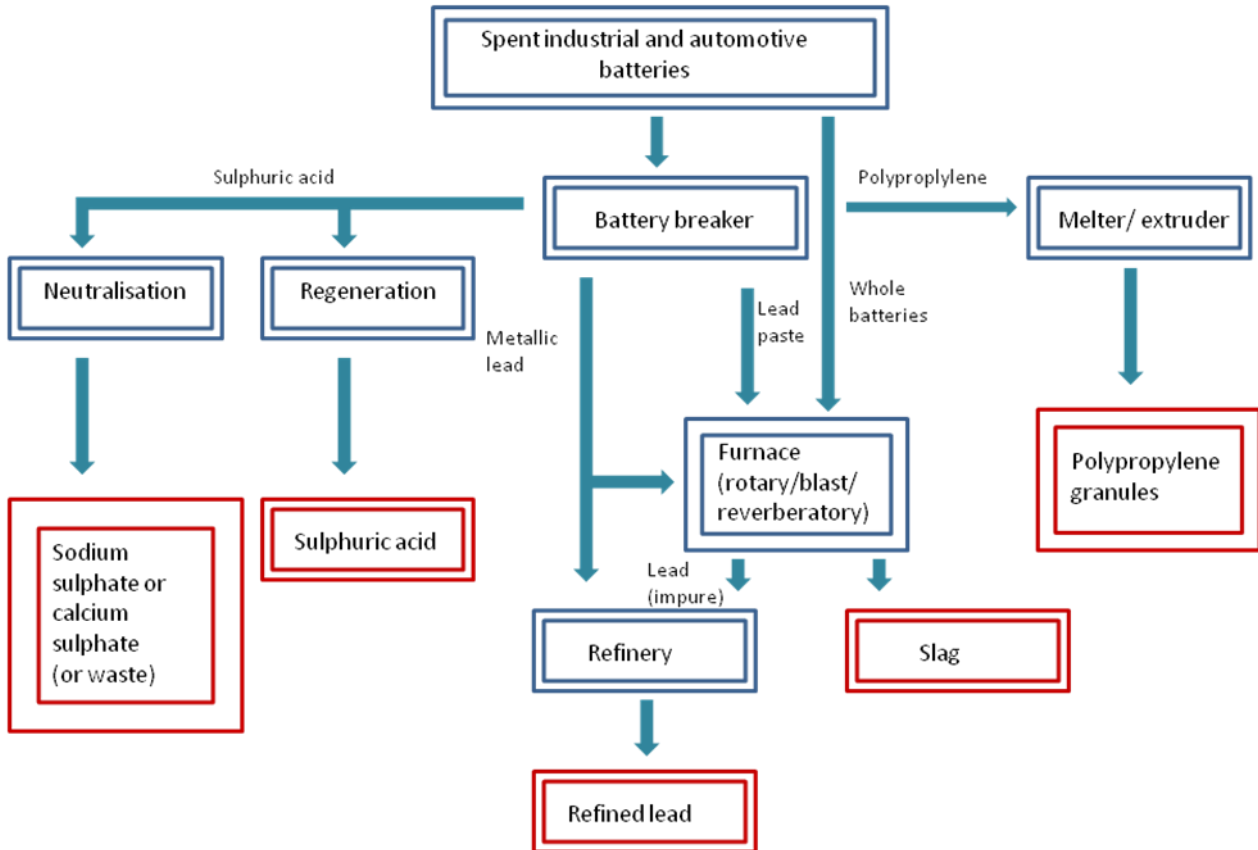 Spent industrial and automotive
batteries
Sulphuric acid
Polyproplylene
Battery breaker
Melter/ extruder
Neutralisation
Regeneration
Metallic
lead
Lead
paste
Whole
batteries
Furnace
(rotary/blast/
reverberatory)
Polypropylene
granules
Sodium
sulphate or
calcium
sulphate
(or waste)
Sulphuric acid
Lead
(impure)
Refinery
Slag
Refined lead